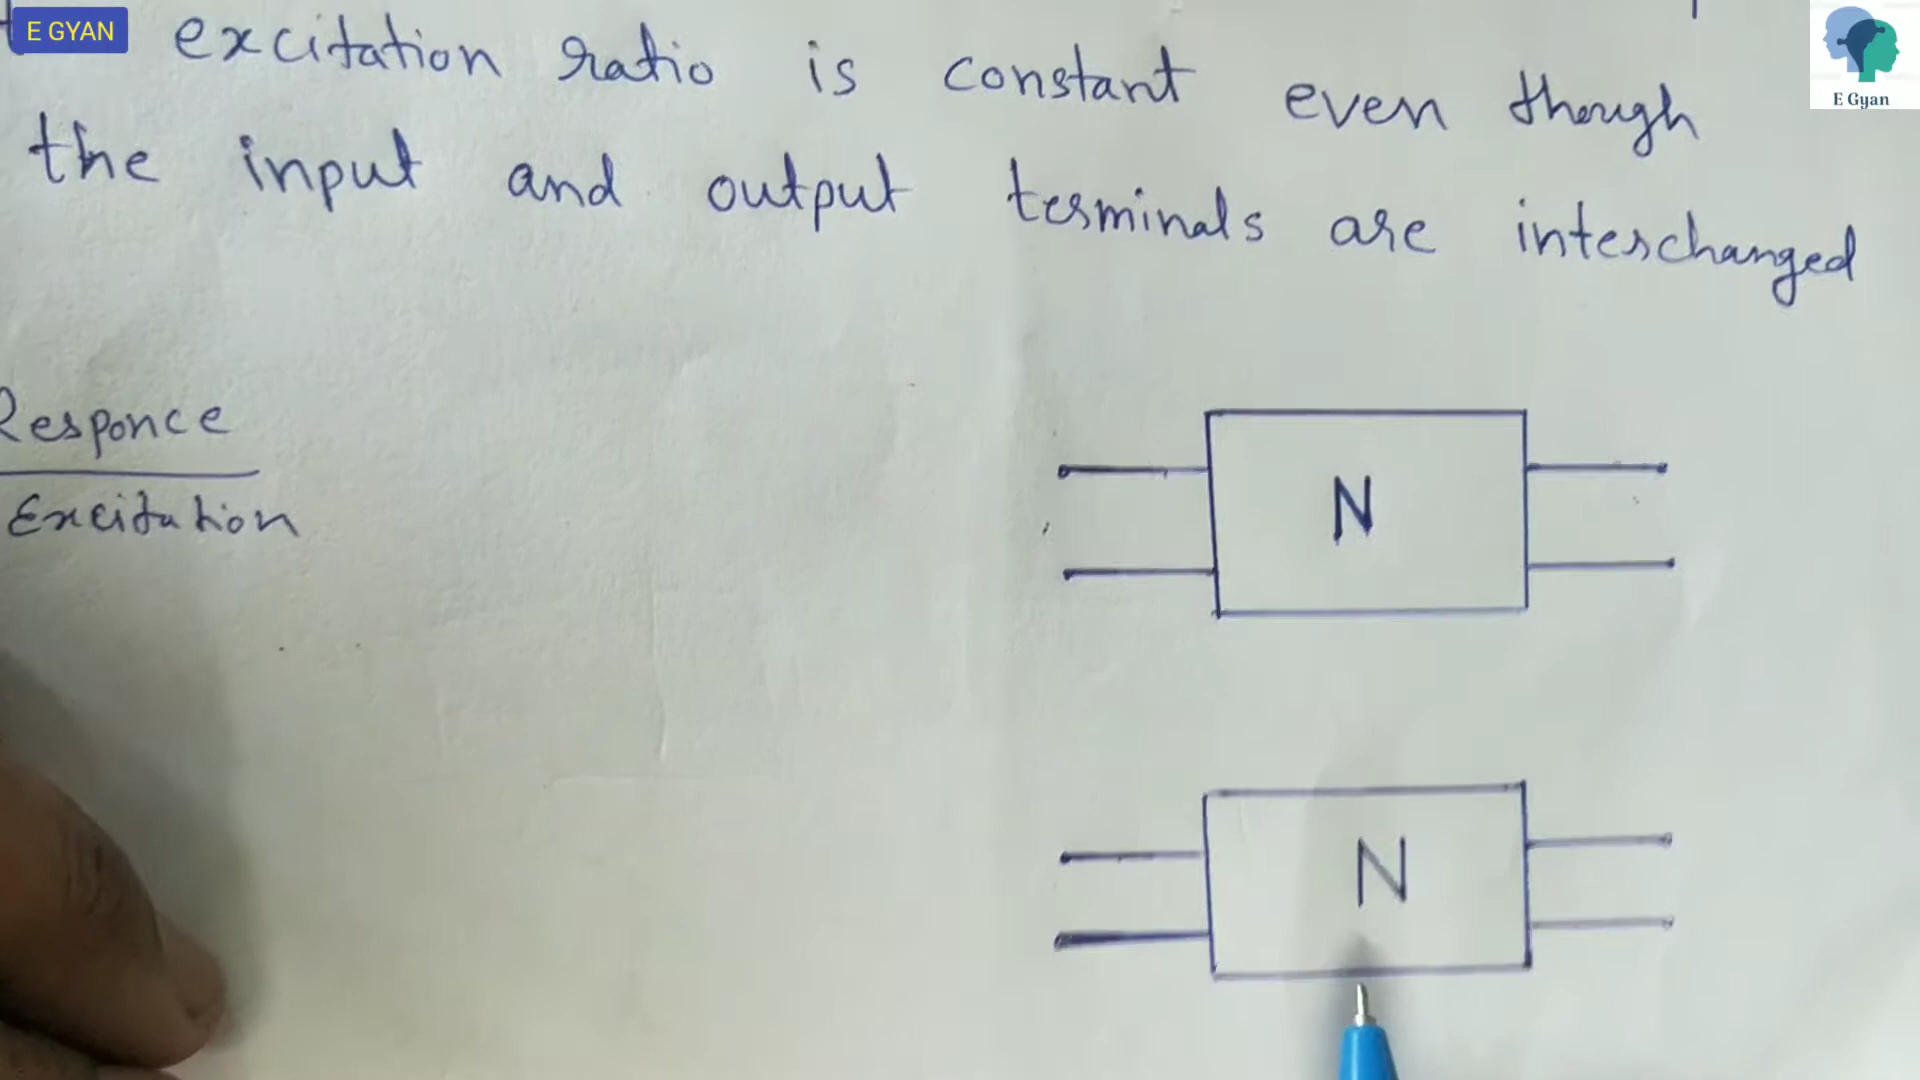 E GYAN
excitation ratio is constant even though
the input and output terminals are interchanged
E Gyan
Responce
Excitation
N
N